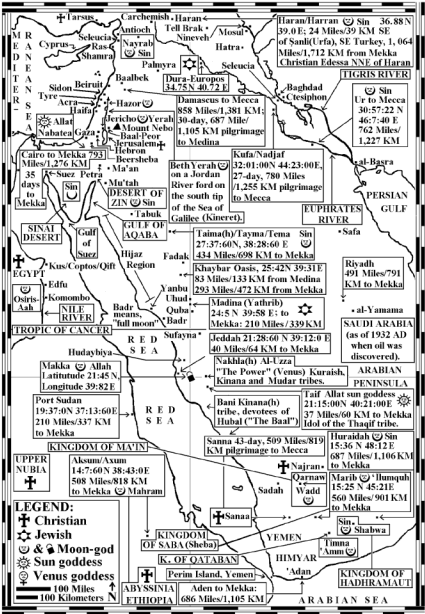 Tarsus
Carchemish
Haran
Tell Brak
Nineveh
Mosul
Hatra
Haran/Harran Sin 36.88N
39.0 E; 24 Miles/39 KM SE
of Şanli(Urfa), SE Turkey, 1, 064
Miles/1,712 KM from Mekka
Christian Edessa NNE of Haran
MEDITERRANEAN SEA
Seleucia
Antioch
Cyprus
Ras-
Shamra
Nayrab
Sin
Palmyra
Dura-Europos
34.75N 40.72 E
Seleucia
TIGRIS RIVER
Baghdad
Ctesiphon
Sin
Ur to Mecca
30:57:22 N
46:7:40 E
762 Miles/
1,227 KM
Baalbek
Sidon
Beirut
Tyre
Acra
Haifa
Hazor
Damascus to Mecca
858 Miles/1,381 KM;
30-day, 687 Mile/
1,105 KM pilgrimage
to Medina
Allat
Nabatea
Gaza
Jericho
Yerah
Mount Nebo
Baal-Peor
Jerusalem
Hebron
Beersheba
Ma'an
Cairo to Mekka 793
Miles/1,276 KM
35
days
to
Mekka
Suez
Petra
Sin
Mu'tah
DESERT OF
ZIN
Sin
Tabuk
Beth Yerah
on a Jordan
River ford on
the south tip
of the Sea of
Galilee (Kineret).
Kufa/Nadjaf
32:01:00N 44:23:00E,
27-day, 780 Miles
/1,255 KM pilgrimage
to Mecca
al-Basra
PERSIAN
GULF
EUPHRATES
RIVER
Safa
SINAI
DESERT
Gulf
of
Suez
GULF OF
AQABA
Hijaz
Region
Taima(h)/Tayma/Tema Sin
27:37:60N, 38:28:60 E
434 Miles/698 KM to Mekka
Fadak
Khaybar Oasis, 25:42N 39:31E
83 Miles/133 KM from Medina
293 Miles/472 KM from Mekka
Riyadh
491 Miles/791
KM to Mekka
EGYPT
Kus/Coptos/Qift
Edfu
Komombo
Osiris-
Aah
NILE
RIVER
TROPIC OF CANCER
Badr
means,
"full moon"
Yanbu
Uhud
Quba
Badr
Madina (Yathrib)
24:5 N 39:58 E; to
Mekka: 210 Miles /339KM
al-Yamama
SAUDI ARABIA
(as of 1932 AD
when oil was
discovered).
ARABIAN
PENINSULA
RED
SEA
Sufayna
Jeddah 21:28:60 N 39:12:0 E
40 Miles/64 KM to Mekka
Hudaybiya
Makka Allah
Latitutude 21:45 N,
Longitude 39:82 E
Nakhla Al-Uzza
"The Power" (Venus) Kuraish,
Kinana and Mudar tribes.
Port Sudan
19:37:0N 37:13:60 E
210 Miles/337 KM
to Mekka
RED
SEA
Bani Kinana(h)
tribe, devotees of
Hubal ("The Baal")
Taif Allat sun goddess
21:15:00N 40:21:00E
37 Miles/60 KM to Mekka
Idol of the Thaqif tribe.
Sanna 43-day, 509 Miles/819
KM pilgrimage to Mekka
Huraidah Sin
15:36 N 48:12 E
687 Miles/1,106
KM to Mekka
KINGDOM OF MA'IN
UPPER
NUBIA
Aksum/Axum
14:7:60 N 38:43:0 E
508 Miles/818 KM
to Mekka Mahram
Najran
Qarnaw
Wadd
Marib 'Humquh
15:25 N 45:21E
560 Miles/901 KM
to Mekka
Sadah
Sanaa
Sin
Shabwa
LEGEND:
Christian
Jewish
& Moon-god
Sun goddess
Venus goddess
100 Miles
100 Kilometers
KINGDOM
OF SABA (Sheba)
YEMEN
Timna
'Amm
K. OF QATABAN
HIMYAR
Perim Island, Yemen
'Adan
KINGDOM OF
HADHRAMAUT
ABYSSINIA
ETHIOPIA
Aden to Mekka:
686 Miles/1,105 KM
ARABIAN SEA